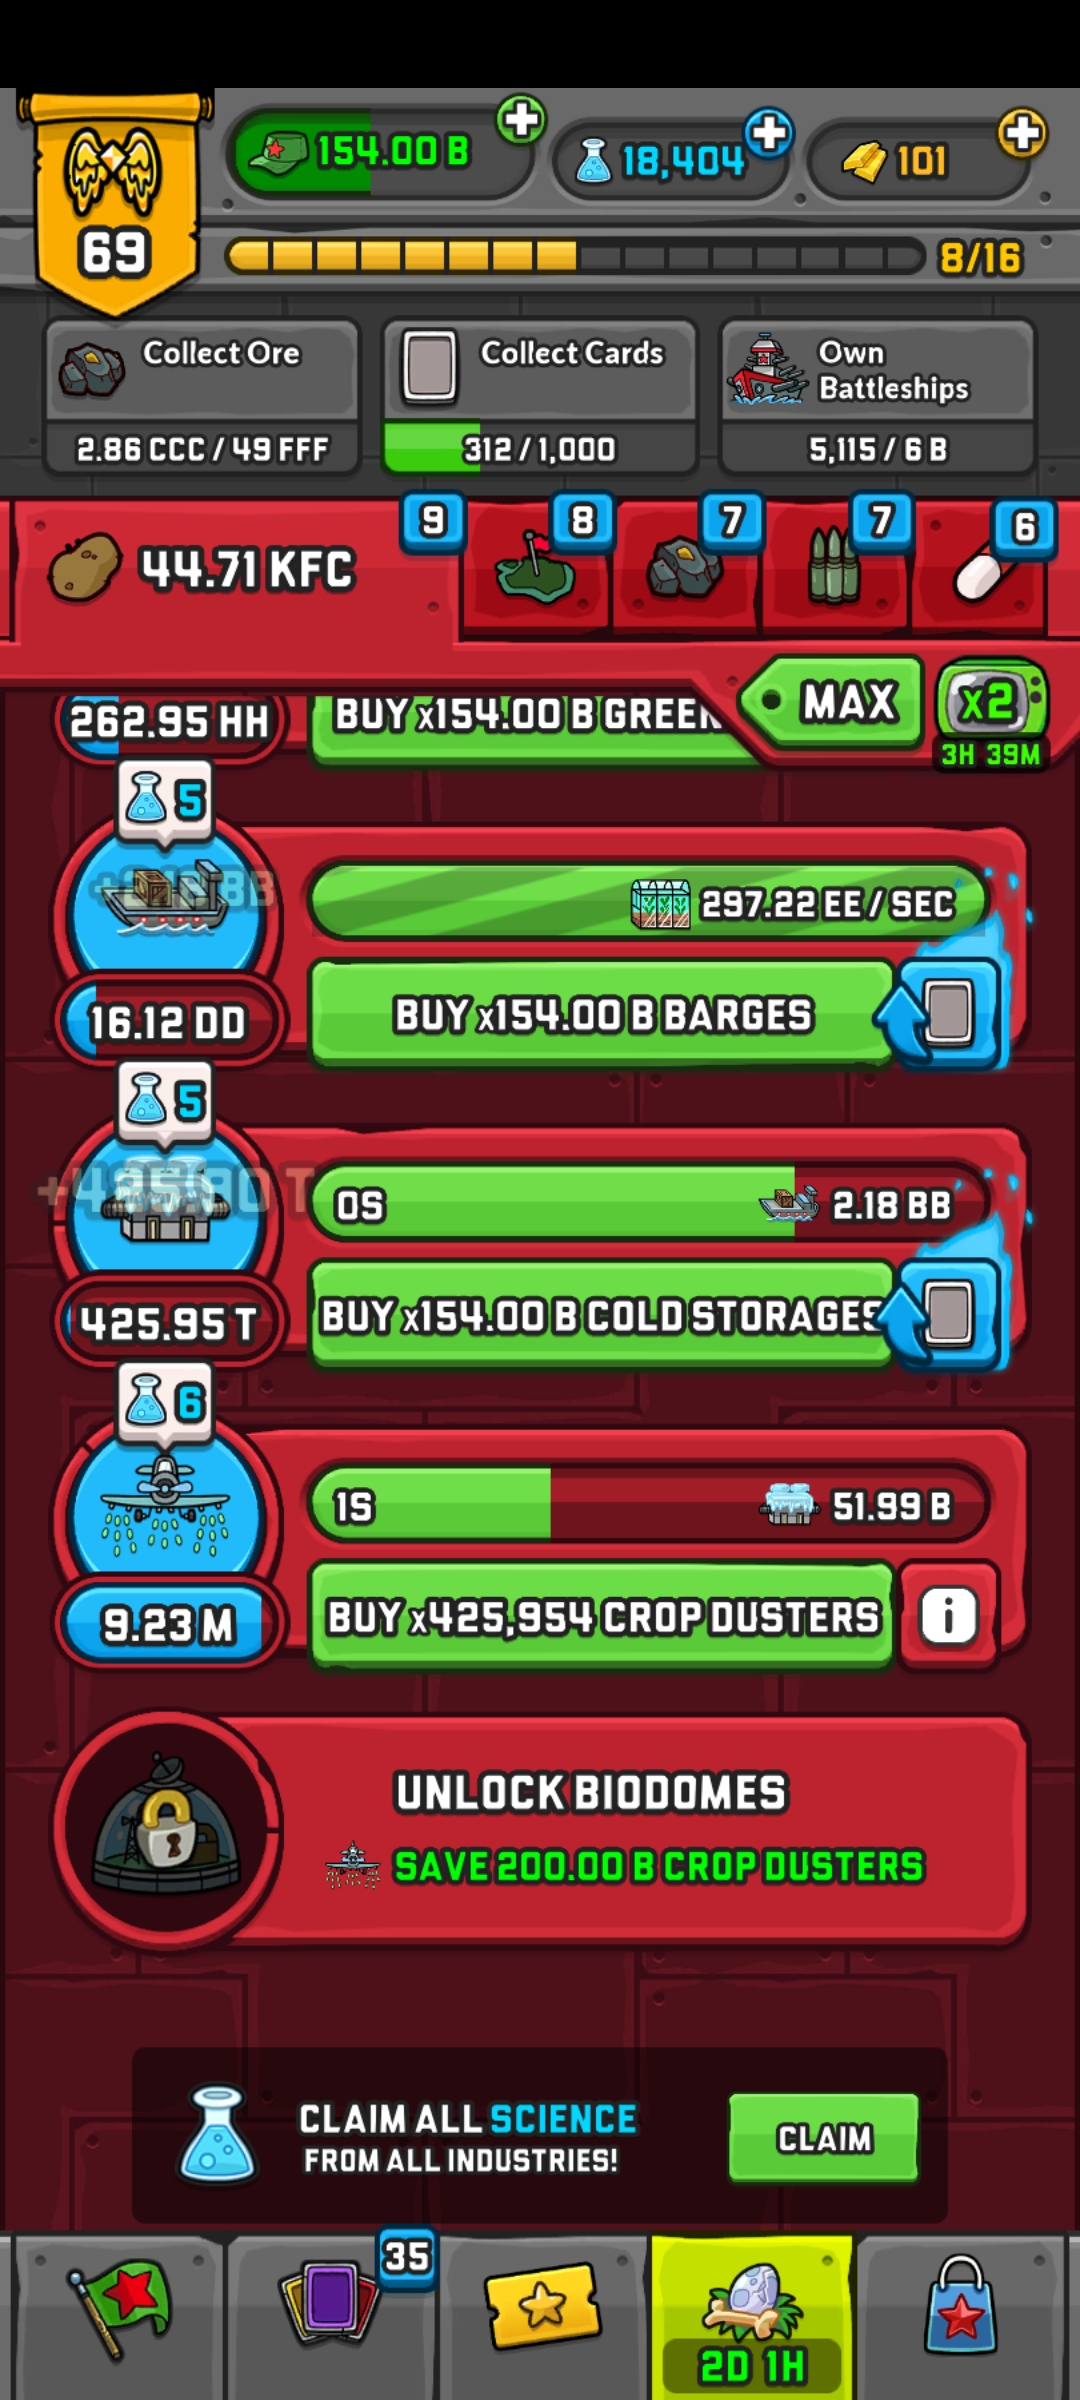 69
154.00 B
18,404
101
8/16
Collect Ore
2.86 CCC / 49 FFF
Collect Cards
312 / 1,000
Own
Battleships
5,115 / 6 B
44.71 KFC
9
8
7
7
6
MAX
x2
3H 39M
262.95 HH
BUY x154.00 B GREEN
5
297.22 EE / SEC
16.12 DD
BUY x154.00 B BARGES
5
0S
2.18 BB
425.95 T
BUY x154.00 B COLD STORAGES
6
1S
51.99 B
9.23 M
BUY x425,954 CROP DUSTERS
i
UNLOCK BIODOMES
SAVE 200.00 B CROP DUSTERS
CLAIM ALL SCIENCE
FROM ALL INDUSTRIES!
CLAIM
35
2D 1H